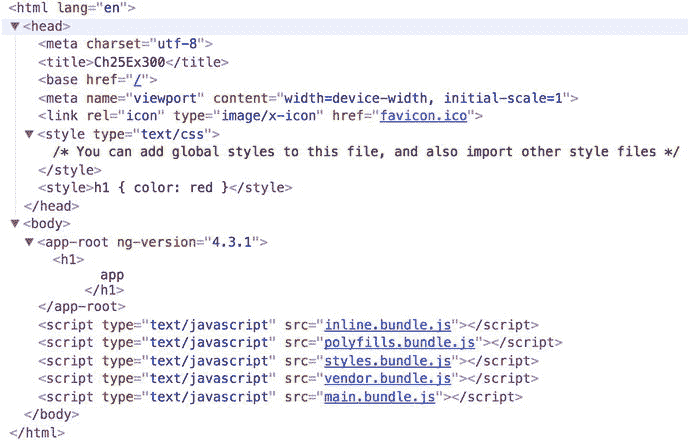 <html lang="en">
▼<head>
<meta charset="utf-8">
<title>Ch25Ex300</title>
<base href="/">
<meta name="viewport" content="width=device-width, initial-scale=1">
<link rel="icon" type="image/x-icon" href="favicon.ico">
▼<style type="text/css">
/* You can add global styles to this file, and also import other style files */
</style>
<style>h1 { color: red }</style>
</head>
▼<body>
▼<app-root ng-version="4.3.1">
<h1>
app
</h1>
</app-root>
<script type="text/javascript" src="inline.bundle.js"></script>
<script type="text/javascript" src="polyfills.bundle.js"></script>
<script type="text/javascript" src="styles.bundle.js"></script>
<script type="text/javascript" src="vendor.bundle.js"></script>
<script type="text/javascript" src="main.bundle.js"></script>
</body>
</html>